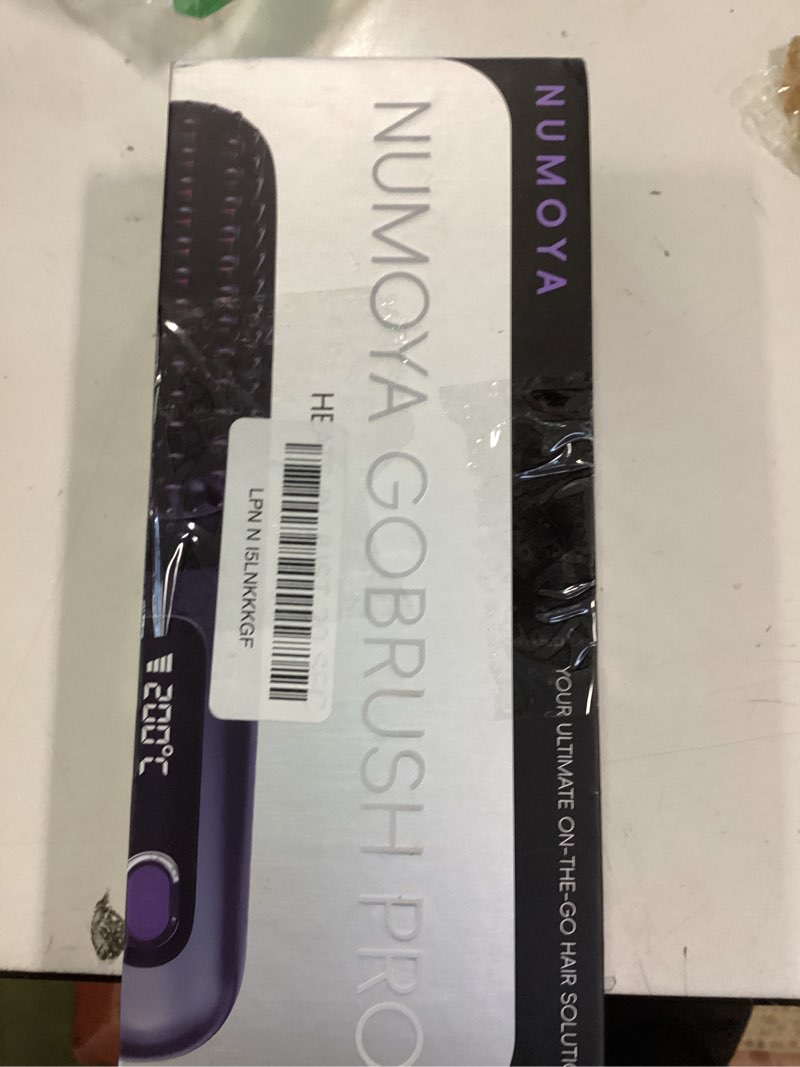 NUMOYA
YOUR ULTIMATE ON-THE-GO HAIR SOLUTI
NUMOYA GOBRUSH PRO
HE
LPN N I5LNKKKGF
200°C